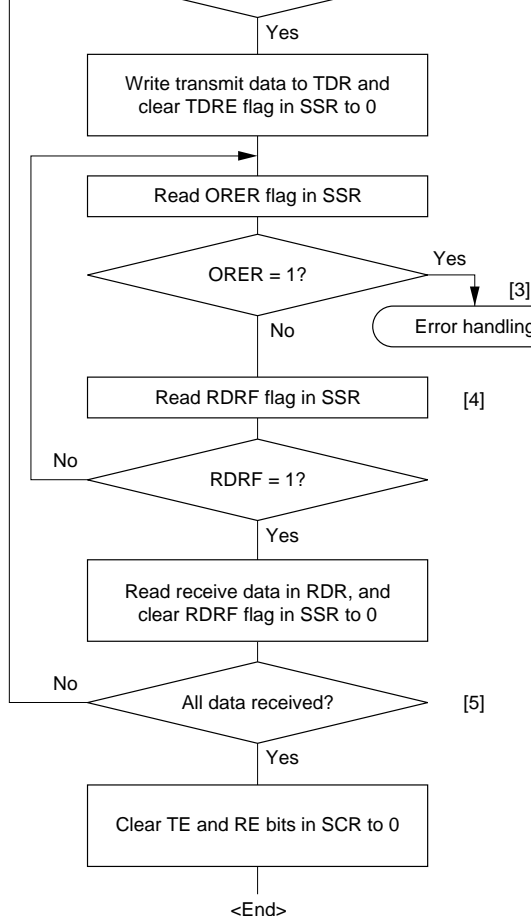 Yes
Write transmit data to TDR and
clear TDRE flag in SSR to 0
Read ORER flag in SSR
Yes
ORER = 1?
[3]
Error handling
No
Read RDRF flag in SSR
[4]
No
RDRF = 1?
Yes
Read receive data in RDR, and
clear RDRF flag in SSR to 0
No
All data received?
[5]
Yes
Clear TE and RE bits in SCR to 0
<End>